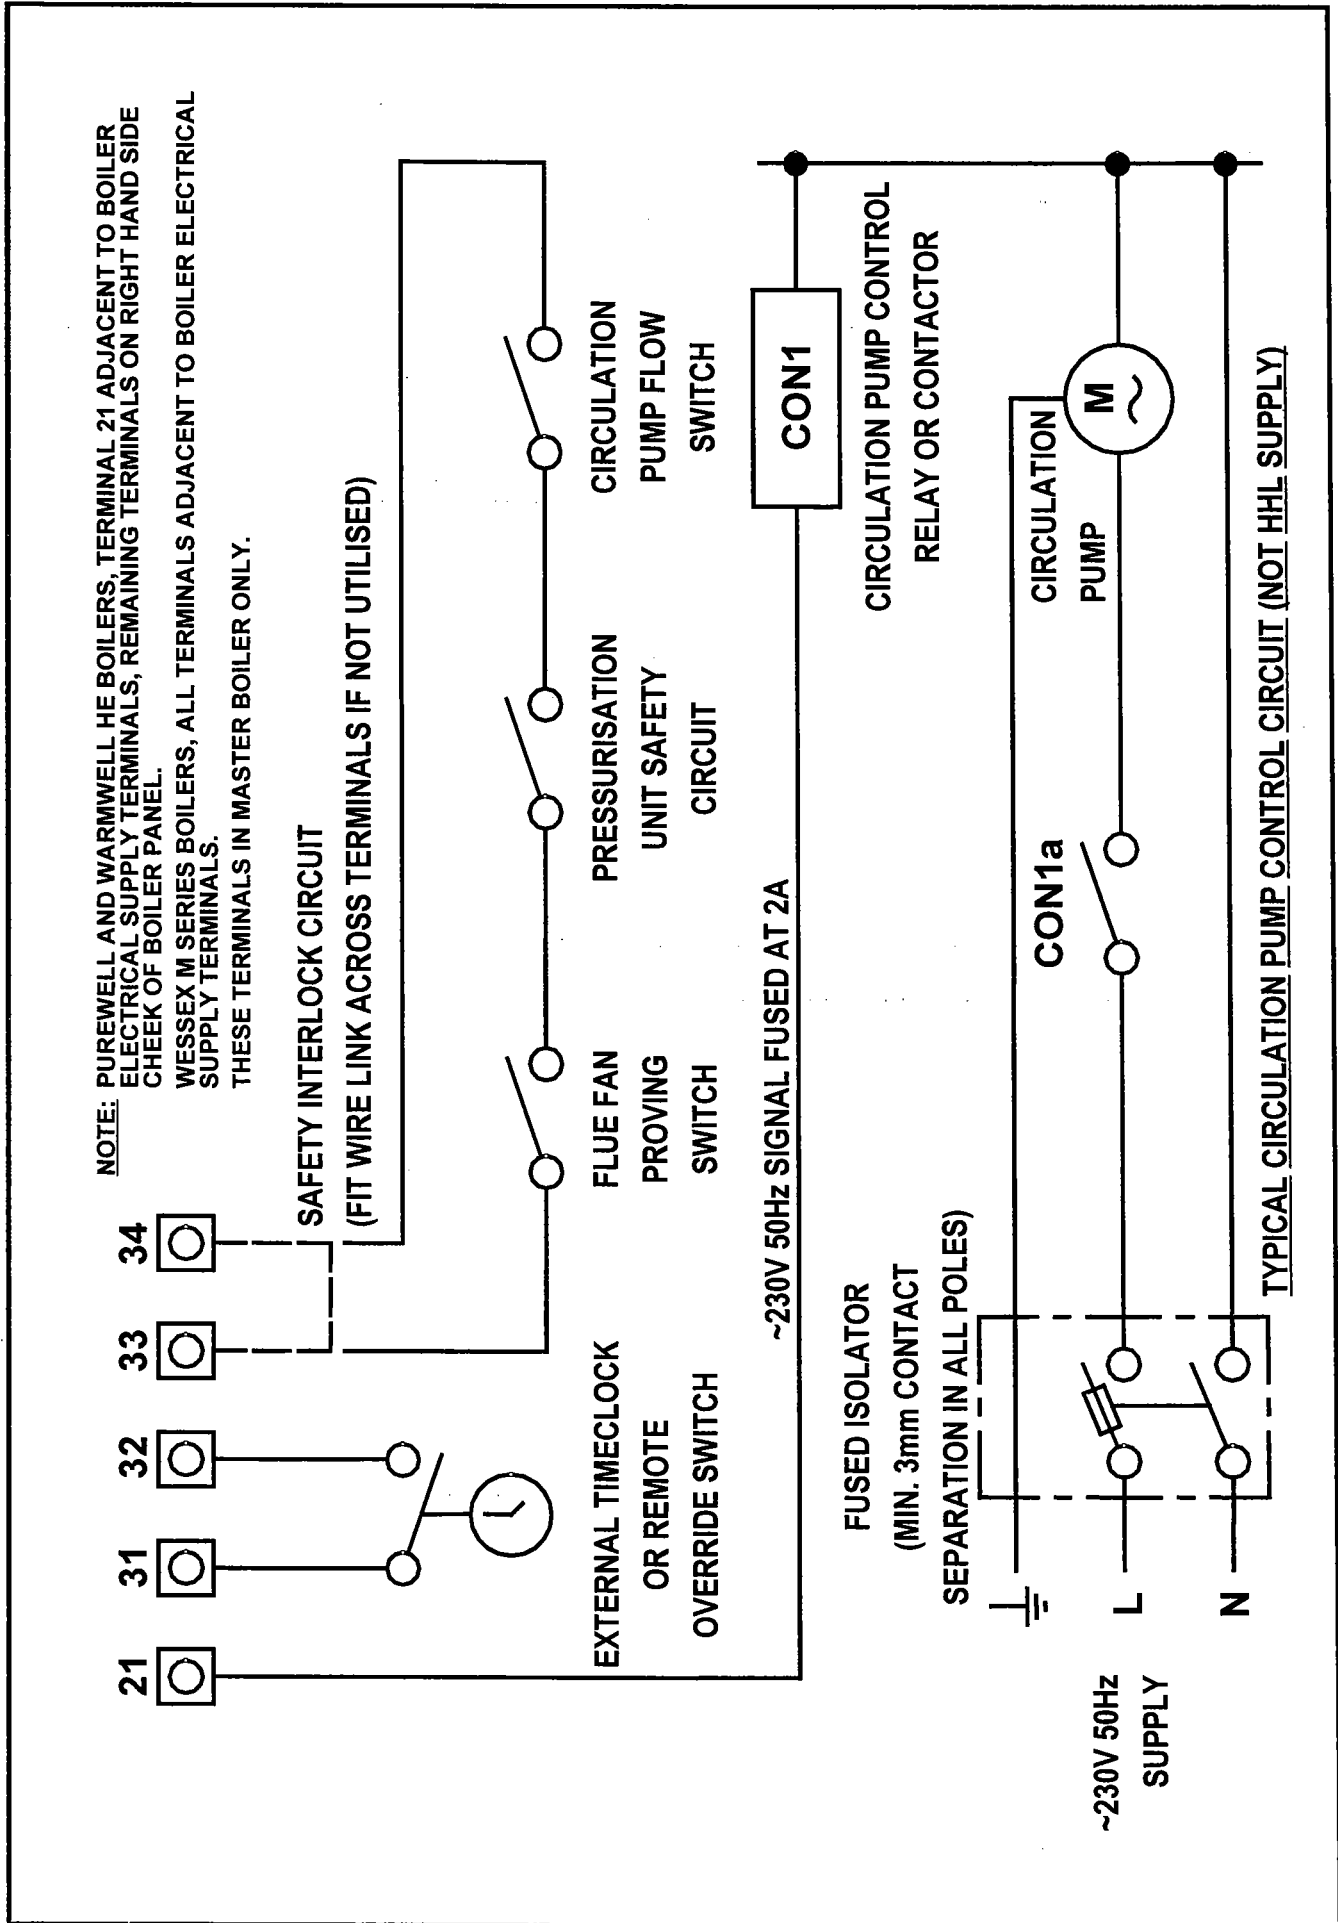 NOTE: PUREWELL AND WARMWELL HE BOILERS, TERMINAL 21 ADJACENT TO BOILER
ELECTRICAL SUPPLY TERMINALS, REMAINING TERMINALS ON RIGHT HAND SIDE
CHEEK OF BOILER PANEL.
WESSEX M SERIES BOILERS, ALL TERMINALS ADJACENT TO BOILER ELECTRICAL
SUPPLY TERMINALS.
THESE TERMINALS IN MASTER BOILER ONLY.
21 31 32 33 34
SAFETY INTERLOCK CIRCUIT
(FIT WIRE LINK ACROSS TERMINALS IF NOT UTILISED)
EXTERNAL TIMECLOCK
OR REMOTE
OVERRIDE SWITCH
FLUE FAN
PROVING
SWITCH
PRESSURISATION
UNIT SAFETY
CIRCUIT
CIRCULATION
PUMP FLOW
SWITCH
~230V 50Hz SIGNAL FUSED AT 2A
CON1
CIRCULATION PUMP CONTROL
RELAY OR CONTACTOR
FUSED ISOLATOR
(MIN. 3mm CONTACT
SEPARATION IN ALL POLES)
CON1a
CIRCULATION
PUMP
M
~230V 50Hz
SUPPLY
L
N
TYPICAL CIRCULATION PUMP CONTROL CIRCUIT (NOT HHL SUPPLY)